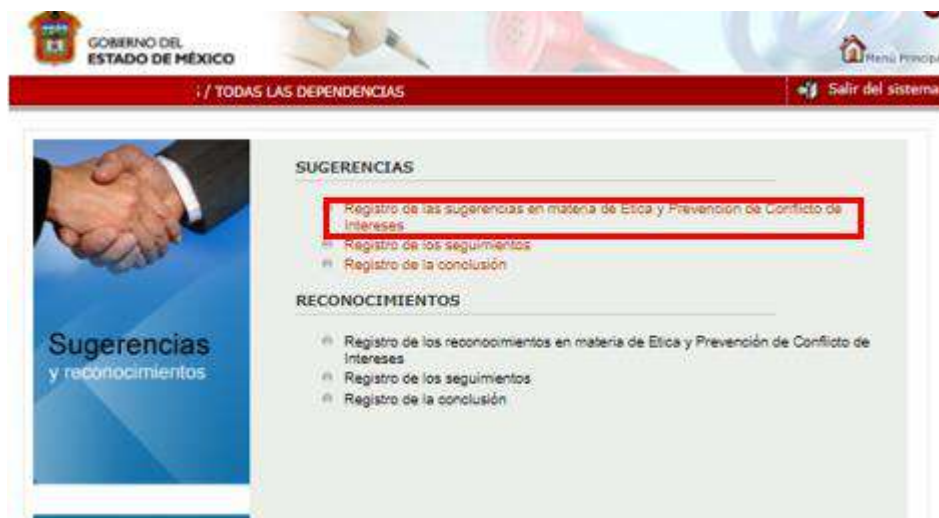 GOBIERNO DEL
ESTADO DE MÉXICO
Menú Principa
/ TODAS LAS DEPENDENCIAS
Salir del sistema
SUGERENCIAS
Registro de las sugerencias en materia de Etica y Prevención de Conflicto de
Intereses
Registro de los seguimientos
Registro de la conclusión
RECONOCIMIENTOS
Registro de los reconocimientos en materia de Etica y Prevención de Conflicto de
Intereses
Registro de los seguimientos
Registro de la conclusión
Sugerencias
y reconocimientos